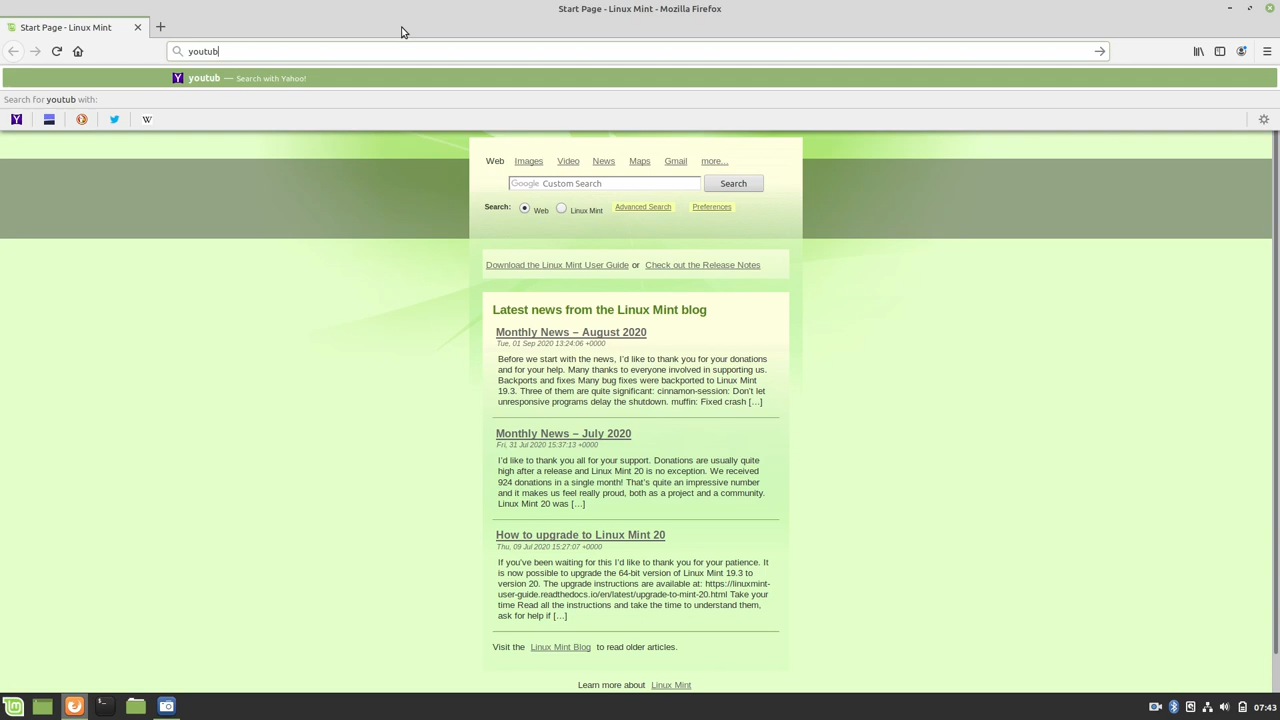 Start Page - Linux Mint - Mozilla Firefox
Start Page - Linux Mint
youtub
youtub — Search with Yahoo!
Search for youtub with:
Web Images Video News Maps Gmail more...
Google Custom Search Search
Search: Web Linux Mint Advanced Search Preferences
Download the Linux Mint User Guide or Check out the Release Notes
Latest news from the Linux Mint blog
Monthly News – August 2020
Tue, 01 Sep 2020 13:24:06 +0000
Before we start with the news, I'd like to thank you for your donations
and for your help. Many thanks to everyone involved in supporting us.
Backports and fixes Many bug fixes were backported to Linux Mint
19.3. Three of them are quite significant: cinnamon-session: Don't let
unresponsive programs delay the shutdown. muffin: Fixed crash […]
Monthly News – July 2020
Fri, 31 Jul 2020 15:37:13 +0000
I'd like to thank you all for your support. Donations are usually quite
high after a release and Linux Mint 20 is no exception. We received
924 donations in a single month! That's quite an impressive number
and it makes us feel really proud, both as a project and a community.
Linux Mint 20 was […]
How to upgrade to Linux Mint 20
Thu, 09 Jul 2020 15:27:07 +0000
If you've been waiting for this I'd like to thank you for your patience. It
is now possible to upgrade the 64-bit version of Linux Mint 19.3 to
version 20. The upgrade instructions are available at: https://linuxmint-
user-guide.readthedocs.io/en/latest/upgrade-to-mint-20.html Take your
time Read all the instructions and take the time to understand them,
ask for help if […]
Visit the Linux Mint Blog to read older articles.
Learn more about Linux Mint
07:43